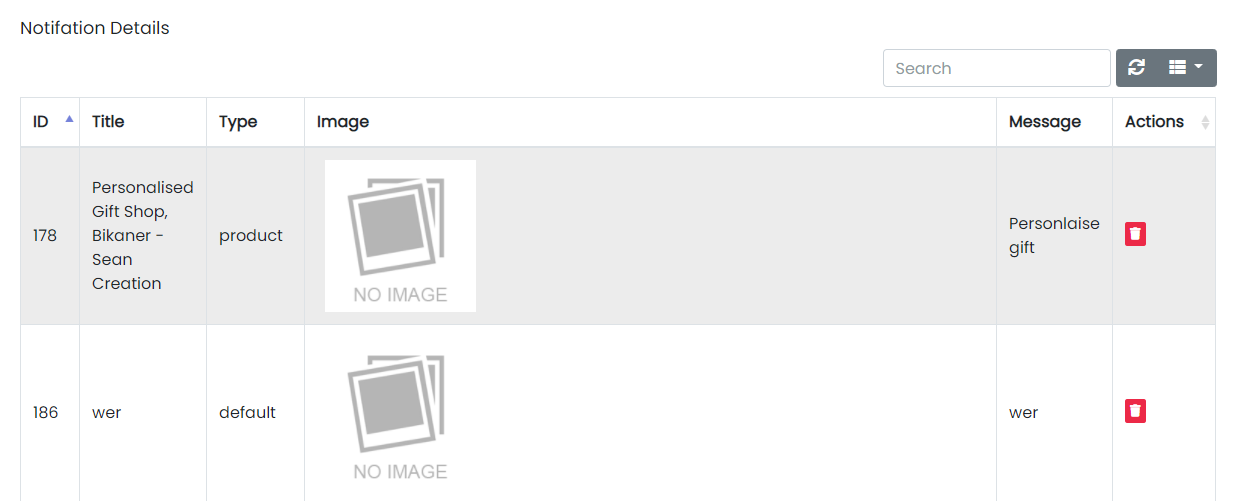 Notifation Details
Search
ID Title Type Image Message Actions
178
Personalised
Gift Shop,
Bikaner -
Sean
Creation
product
NO IMAGE
Personlaise
gift
186
wer
default
NO IMAGE
wer